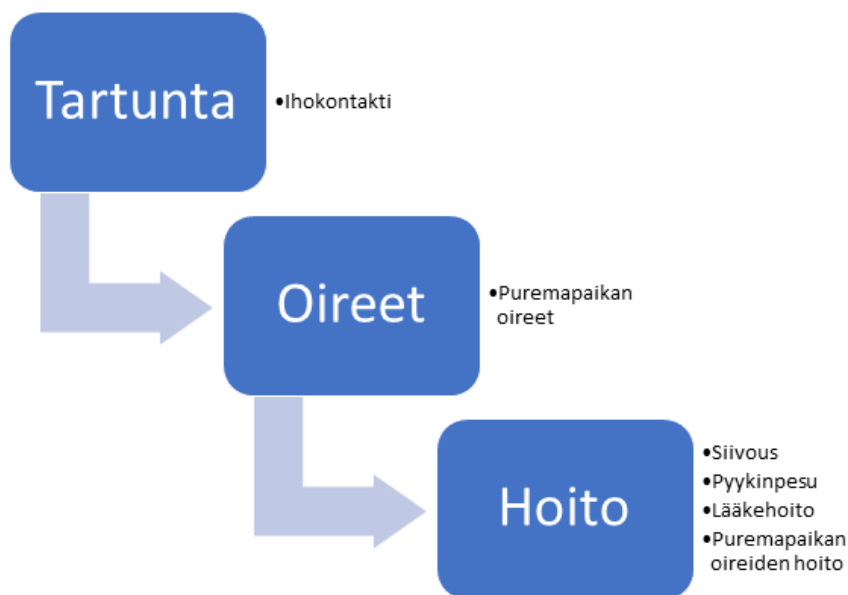 Tartunta
•Ihokontakti
Oireet
•Puremapaikan
oireet
Hoito
•Siivous
•Pyykinpesu
•Lääkehoito
•Puremapaikan
oireiden hoito